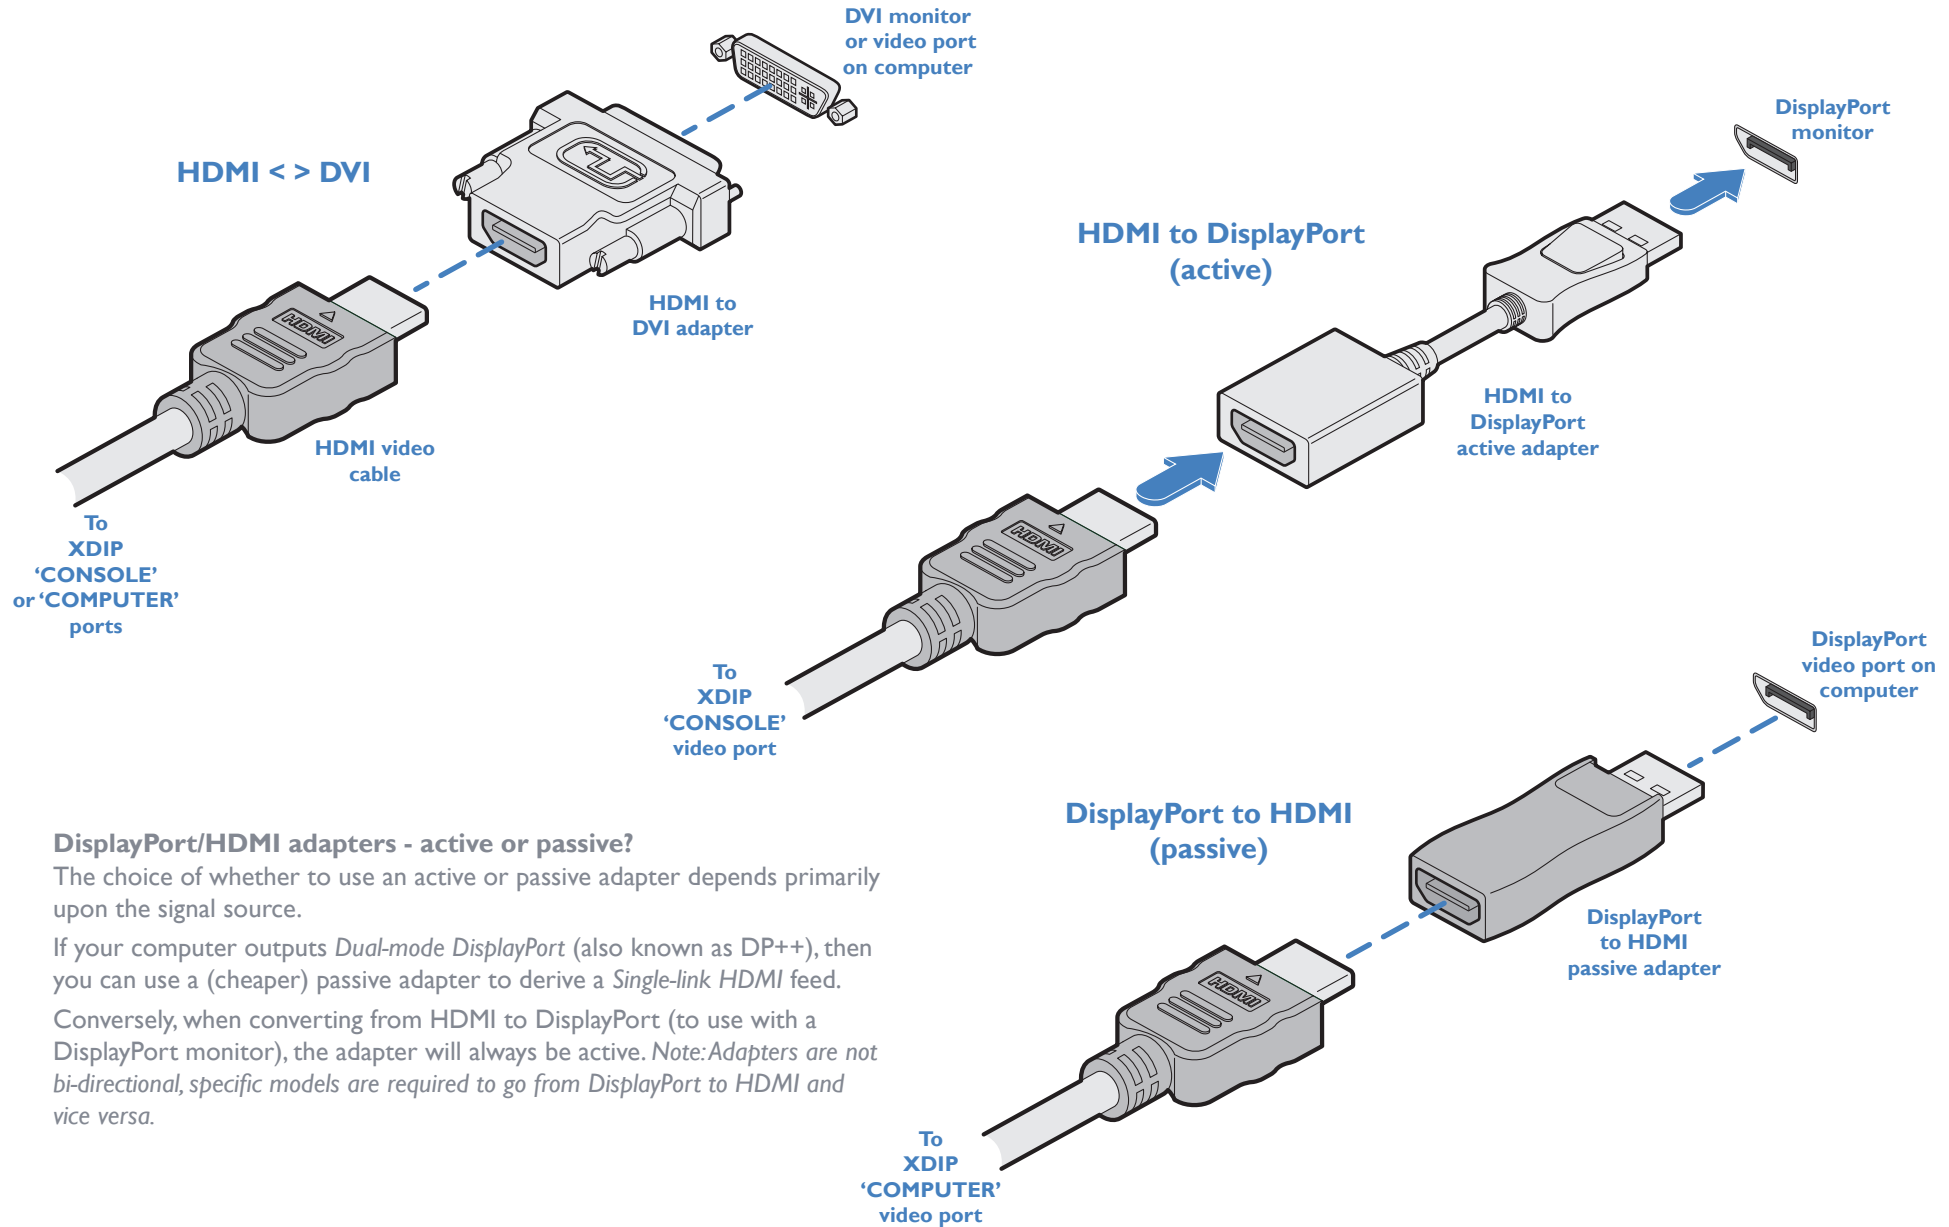 DVI monitor
or video port
on computer
HDMI < > DVI
HDMI to
DVI adapter
HDMI
HDMI video
cable
To
XDIP
‘CONSOLE’
or ‘COMPUTER’
ports
DisplayPort
monitor
HDMI to DisplayPort
(active)
HDMI to
DisplayPort
active adapter
HDMI
To
XDIP
‘CONSOLE’
video port
DisplayPort
video port on
computer
DisplayPort to HDMI
(passive)
DisplayPort
to HDMI
passive adapter
HDMI
To
XDIP
‘COMPUTER’
video port
DisplayPort/HDMI adapters - active or passive?
The choice of whether to use an active or passive adapter depends primarily
upon the signal source.
If your computer outputs Dual-mode DisplayPort (also known as DP++), then
you can use a (cheaper) passive adapter to derive a Single-link HDMI feed.
Conversely, when converting from HDMI to DisplayPort (to use with a
DisplayPort monitor), the adapter will always be active. Note: Adapters are not
bi-directional, specific models are required to go from DisplayPort to HDMI and
vice versa.